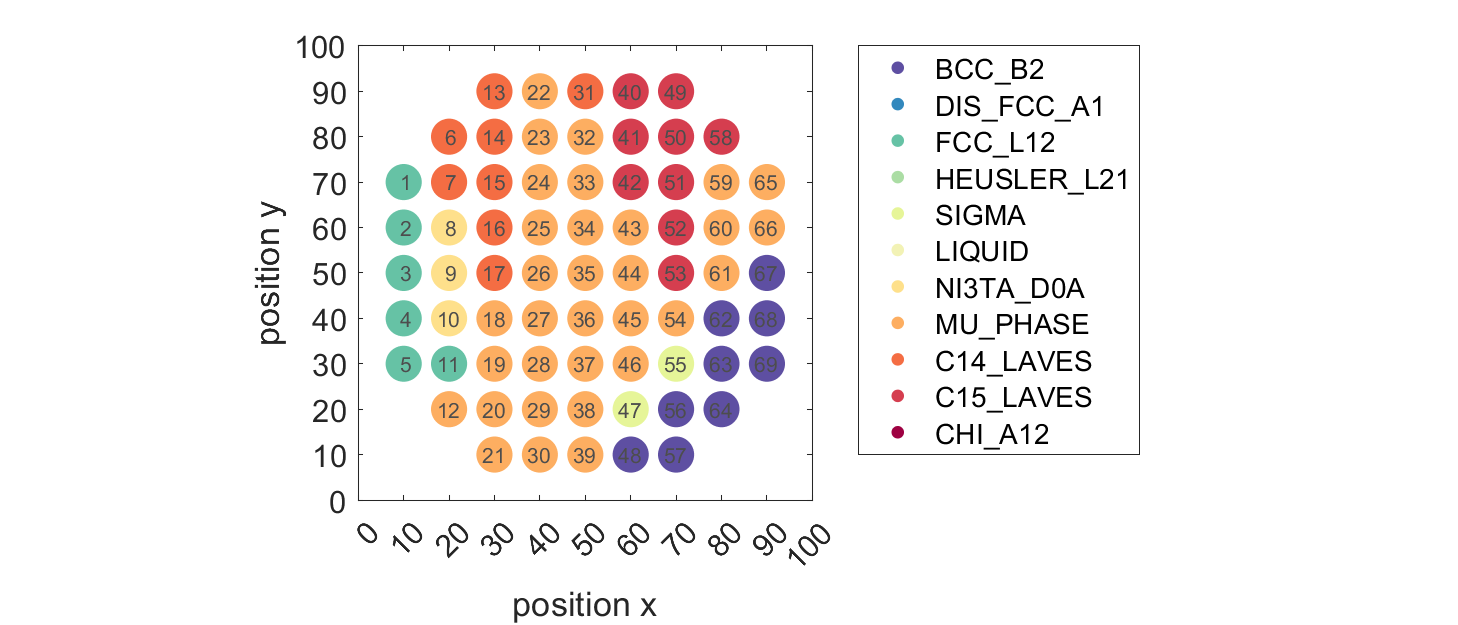 100
90
80
70
60
50
40
30
20
10
0
position y
13 22 31 40 49
6 14 23 32 41 50 58
1 7 15 24 33 42 51 59 65
2 8 16 25 34 43 52 60 66
3 9 17 26 35 44 53 61 67
4 10 18 27 36 45 54 62 68
5 11 19 28 37 46 55 63 69
12 20 29 38 47 56 64
21 30 39 48 57
0 10 20 30 40 50 60 70 80 90 100
position x
BCC_B2
DIS_FCC_A1
FCC_L12
HEUSLER_L21
SIGMA
LIQUID
NI3TA_D0A
MU_PHASE
C14_LAVES
C15_LAVES
CHI_A12